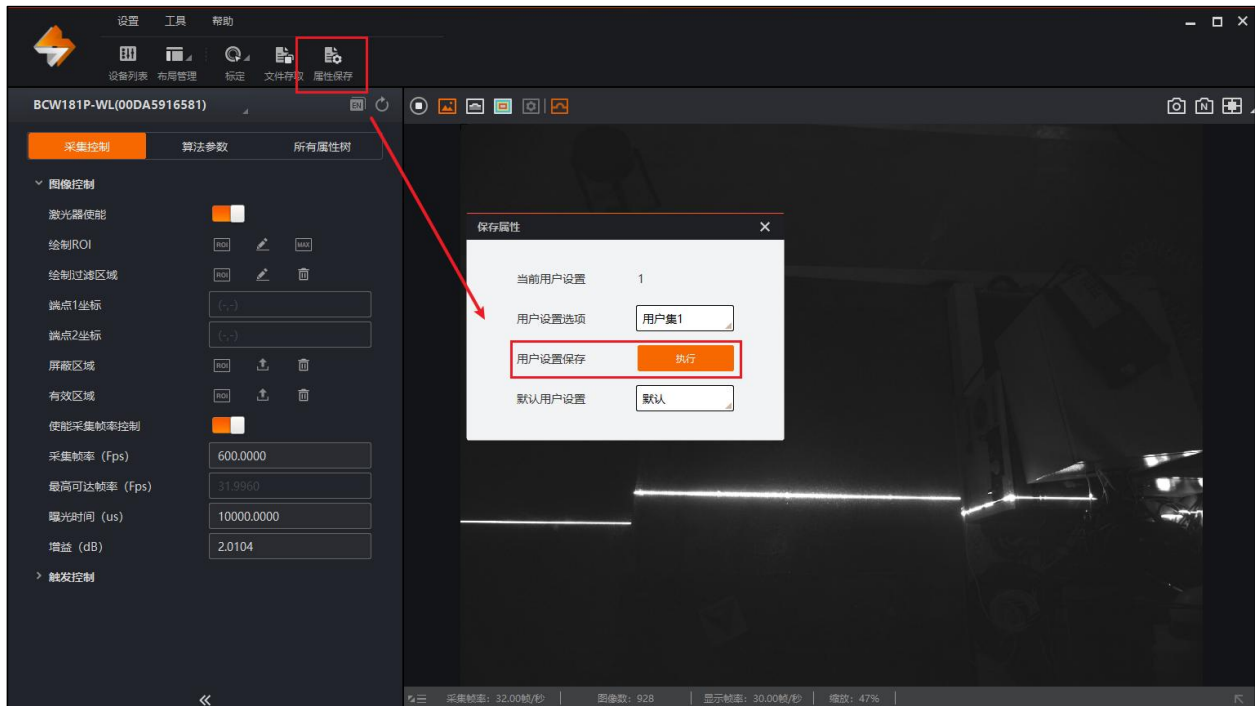 设置 工具 帮助
设备列表 布局管理 标定 文件存取 属性保存
BCW181P-WL(00DA5916581) EN
采集控制 算法参数 所有属性树
图像控制
激光器使能
绘制ROI ROI MAX
绘制过滤区域 ROI
端点1坐标 (-,-)
端点2坐标 (-,-)
屏蔽区域 ROI
有效区域 ROI
使能采集帧率控制
采集帧率 (Fps) 600.0000
最高可达帧率 (Fps) 31.9960
曝光时间 (us) 10000.0000
增益 (dB) 2.0104
触发控制
N
保存属性
当前用户设置 1
用户设置选项 用户集1
用户设置保存 执行
默认用户设置 默认
采集帧率: 32.00帧/秒 图像数: 928 显示帧率: 30.00帧/秒 缩放: 47%